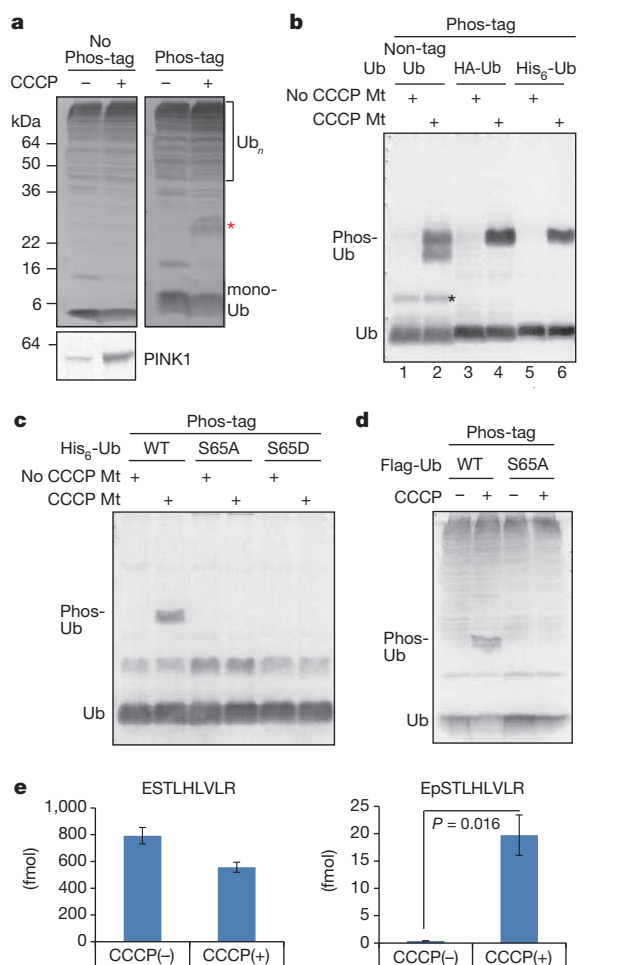 a
No
Phos-tag Phos-tag
CCCP – + – +
kDa
64
50
36
22
16
6
Ubn
*
mono-
Ub
64
PINK1
b
Phos-tag
Ub Non-tag
Ub HA-Ub His6-Ub
No CCCP Mt + + +
CCCP Mt + + +
Phos-
Ub
*
Ub
1 2 3 4 5 6
c
Phos-tag
His6-Ub WT S65A S65D
No CCCP Mt + + +
CCCP Mt + + +
Phos-
Ub
Ub
d
Phos-tag
Flag-Ub WT S65A
CCCP – + – +
Phos-
Ub
Ub
e
ESTLHLVLR
1,000
800
600
400
200
0
(fmol)
CCCP(–) CCCP(+)
EpSTLHLVLR
25
20
15
10
5
0
(fmol)
P = 0.016
CCCP(–) CCCP(+)